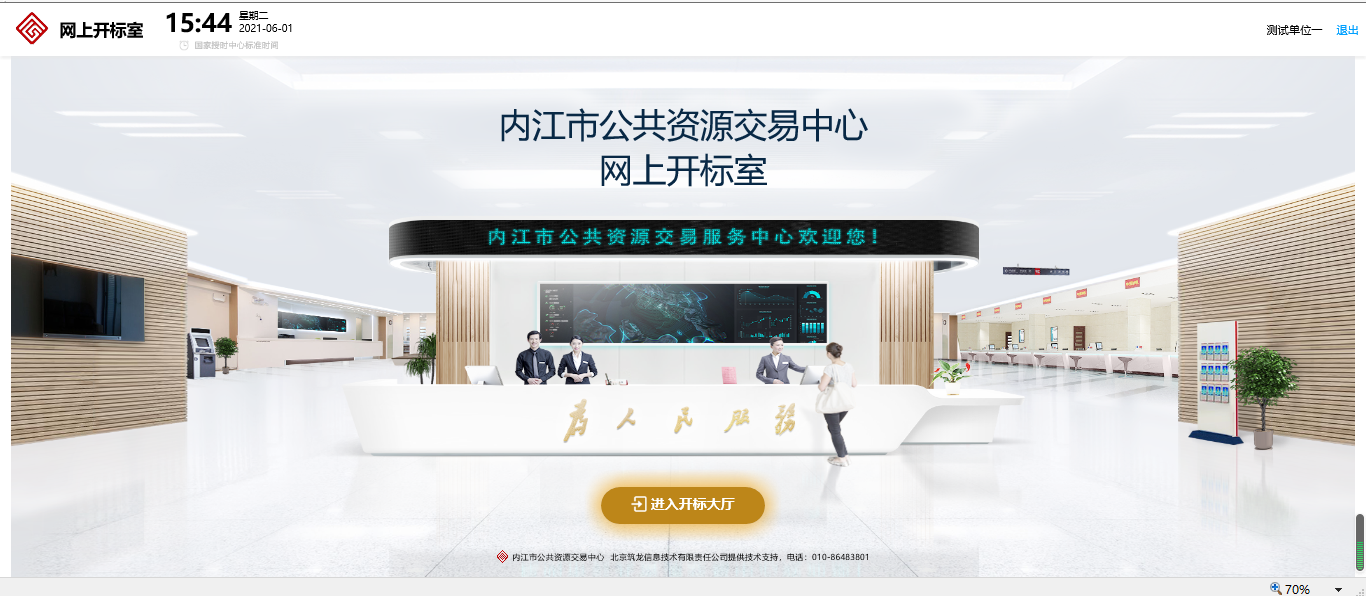 网上开标室
15:44
星期二
2021-06-01
国家授时中心标准时间
测试单位一
退出
内江市公共资源交易中心
网上开标室
内江市公共资源交易服务中心欢迎您！
为人民服務
进入开标大厅
内江市公共资源交易中心 北京筑龙信息技术有限责任公司提供技术支持，电话：010-86483801
70%